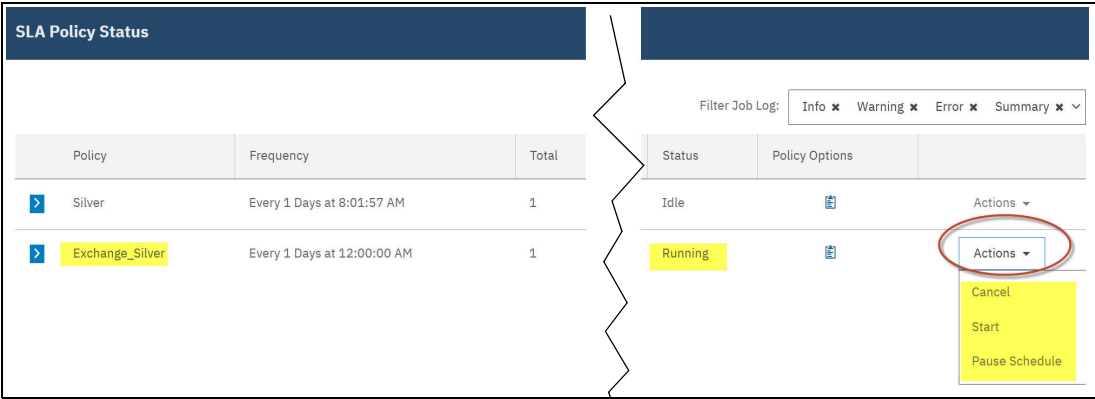 SLA Policy Status
Filter Job Log: Info × Warning × Error × Summary ×
Policy Frequency Total Status Policy Options
Silver Every 1 Days at 8:01:57 AM 1 Idle Actions
Exchange_Silver Every 1 Days at 12:00:00 AM 1 Running Actions
Cancel
Start
Pause Schedule